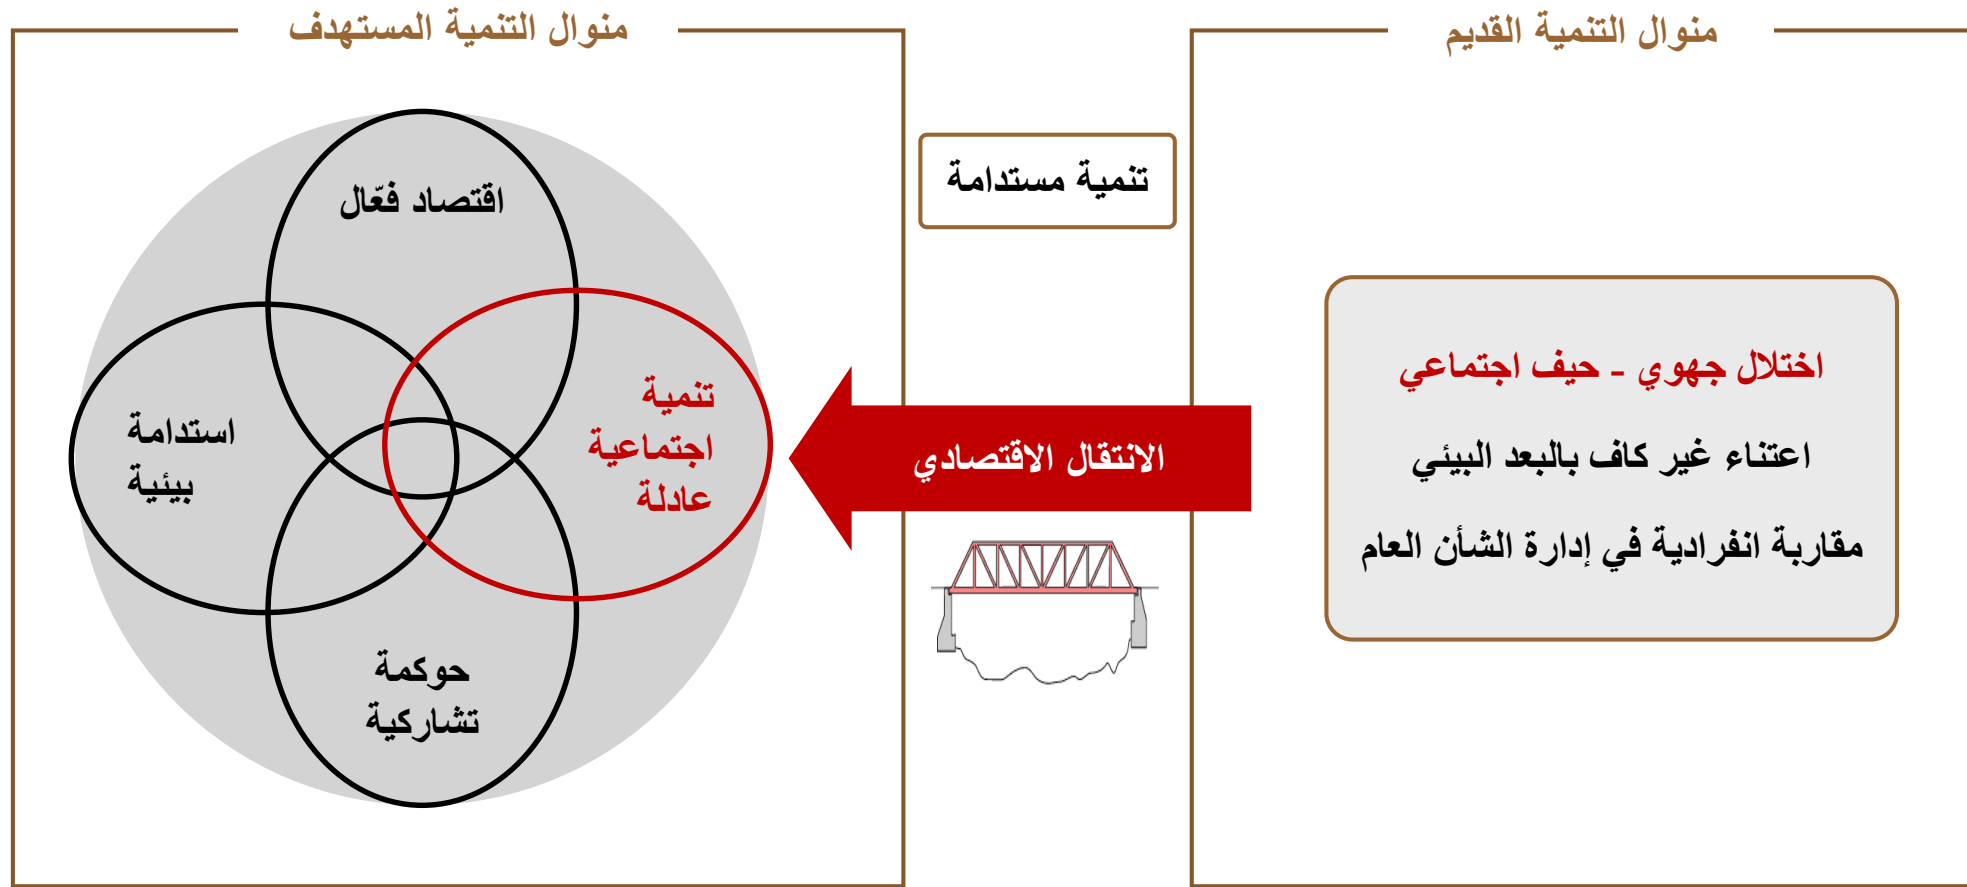 منوال التنمية القديم
اختلال جهوي - حيف اجتماعي
اعتناء غير كاف بالبعد البيئي
مقاربة انفرادية في إدارة الشأن العام
تنمية مستدامة
الانتقال الاقتصادي
منوال التنمية المستهدف
اقتصاد فعّال
تنمية
اجتماعية
عادلة
استدامة
بيئية
حوكمة
تشاركية